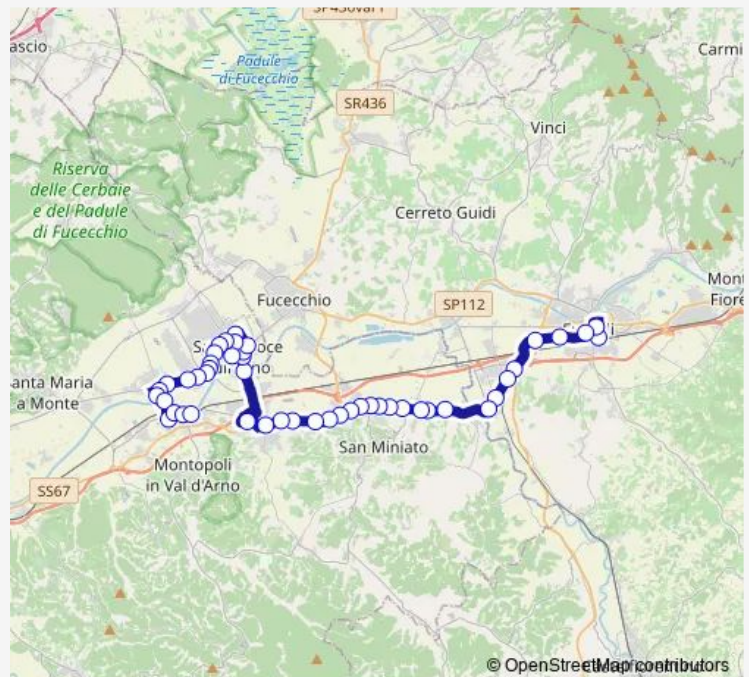 ascio
Carmi
Padule
di Fucecchio
SR436
Vinci
Riserva
delle Cerbaie
e del Padule
di Fucecchio
Cerreto Guidi
Mont
Fiore
Fucecchio
SP112
anta Maria
a Monte
San Miniato
Montopoli
in Val d'Arno
SS67
© OpenStreetMap contributors